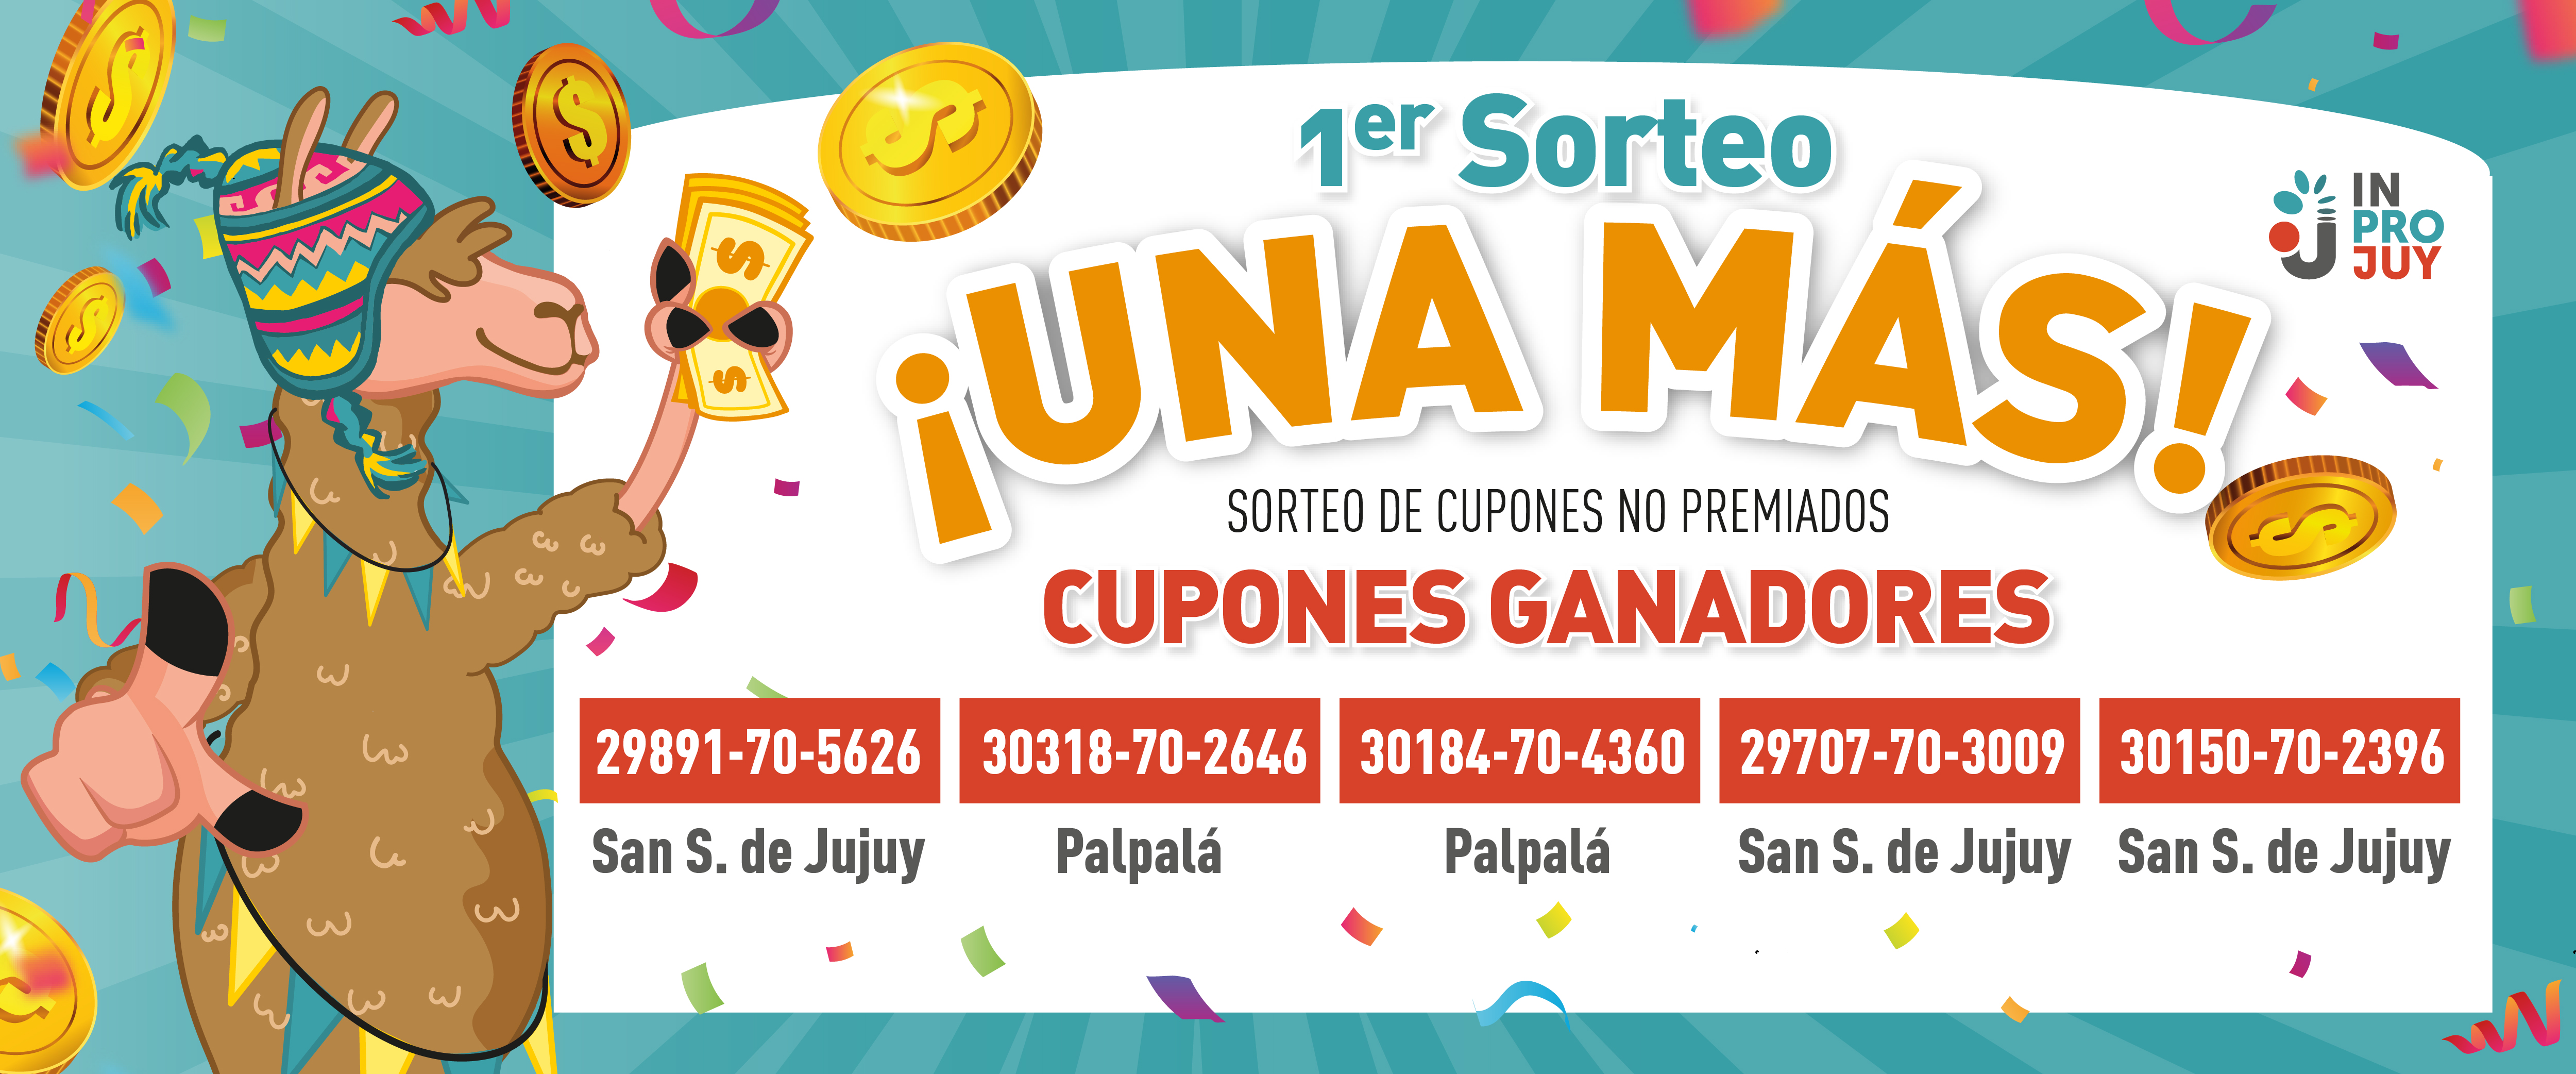 1er Sorteo
¡UNA MÁS!
IN
PRO
JUY
SORTEO DE CUPONES NO PREMIADOS
CUPONES GANADORES
29891-70-5626 30318-70-2646 30184-70-4360 29707-70-3009 30150-70-2396
San S. de Jujuy Palpalá Palpalá San S. de Jujuy San S. de Jujuy